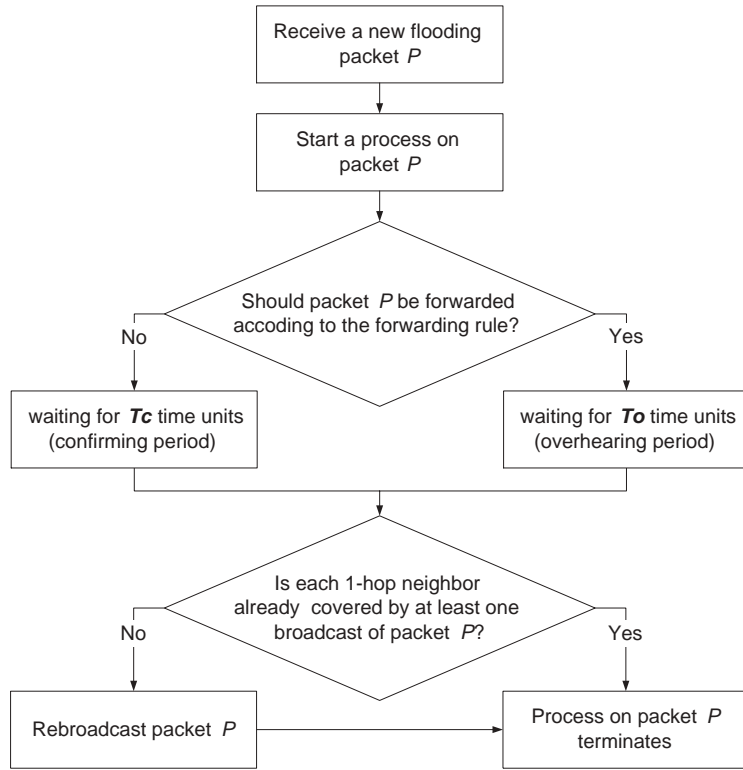 Receive a new flooding
packet P
Start a process on
packet P
Should packet P be forwarded
accoding to the forwarding rule?
No
Yes
waiting for Tc time units
(confirming period)
waiting for To time units
(overhearing period)
Is each 1-hop neighbor
already covered by at least one
broadcast of packet P?
No
Yes
Rebroadcast packet P
Process on packet P
terminates